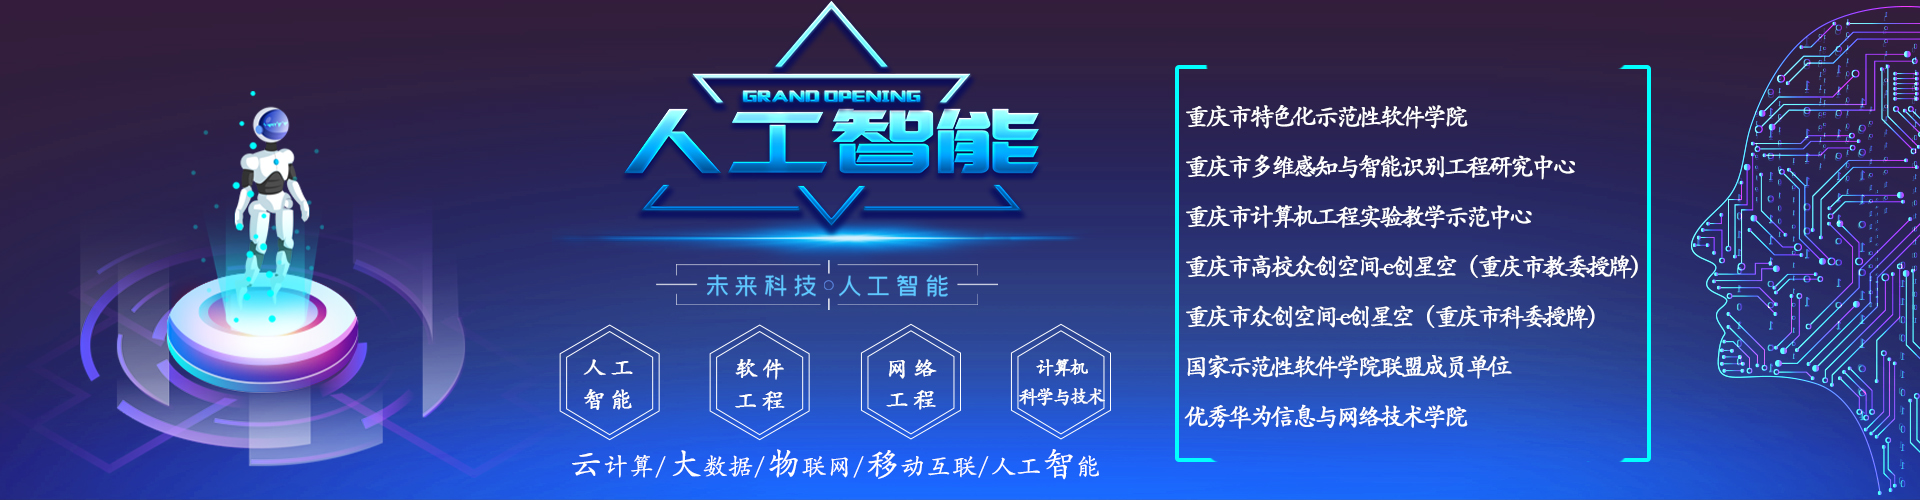 GRAND OPENING
人工智能
未来科技 人工智能
人工
智能
软件
工程
网络
工程
计算机
科学与技术
云计算/大数据/物联网/移动互联/人工智能
重庆市特色化示范性软件学院
重庆市多维感知与智能识别工程研究中心
重庆市计算机工程实验教学示范中心
重庆市高校众创空间-e创星空（重庆市教委授牌）
重庆市众创空间-e创星空（重庆市科委授牌）
国家示范性软件学院联盟成员单位
优秀华为信息与网络技术学院